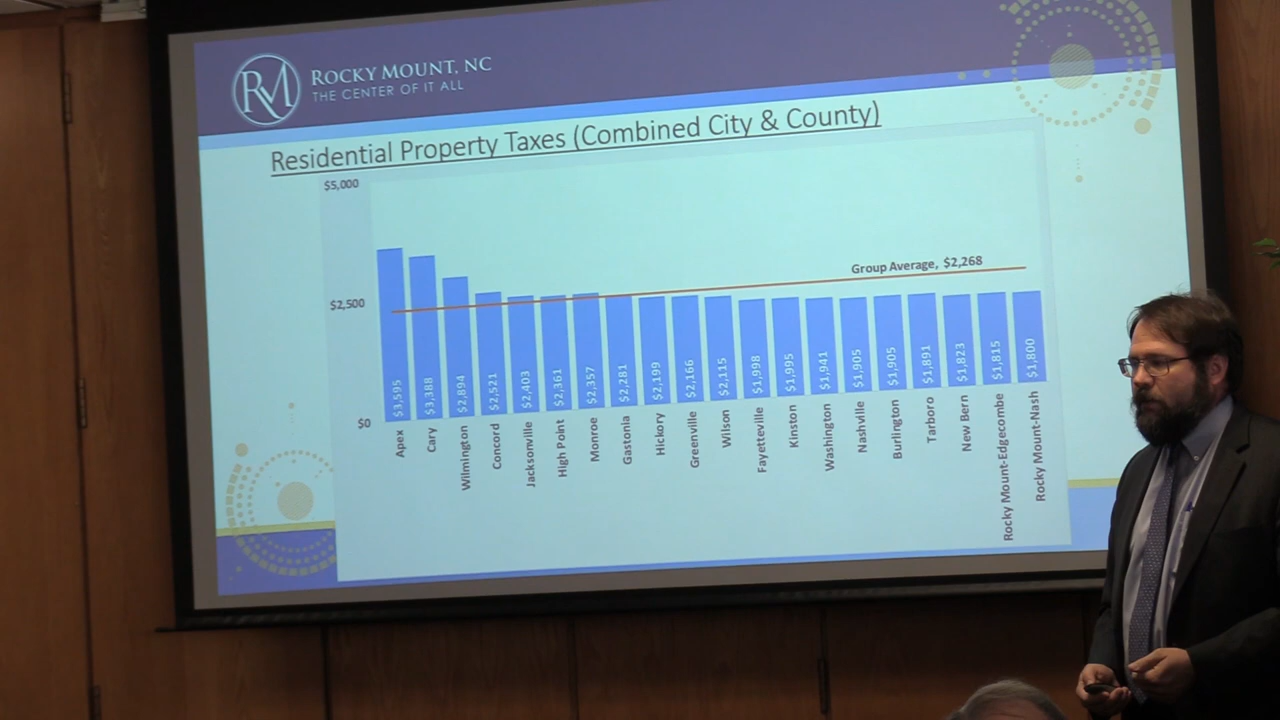 RM
ROCKY MOUNT, NC
THE CENTER OF IT ALL
Residential Property Taxes (Combined City & County)
$5,000
$2,500
$0
Group Average, $2,268
$3,595
$3,388
$2,894
$2,521
$2,403
$2,361
$2,357
$2,281
$2,199
$2,166
$2,115
$1,998
$1,995
$1,941
$1,905
$1,905
$1,891
$1,823
$1,815
$1,800
Apex
Cary
Wilmington
Concord
Jacksonville
High Point
Monroe
Gastonia
Hickory
Greenville
Wilson
Fayetteville
Kinston
Washington
Nashville
Burlington
Tarboro
New Bern
Rocky Mount-Edgecombe
Rocky Mount-Nash